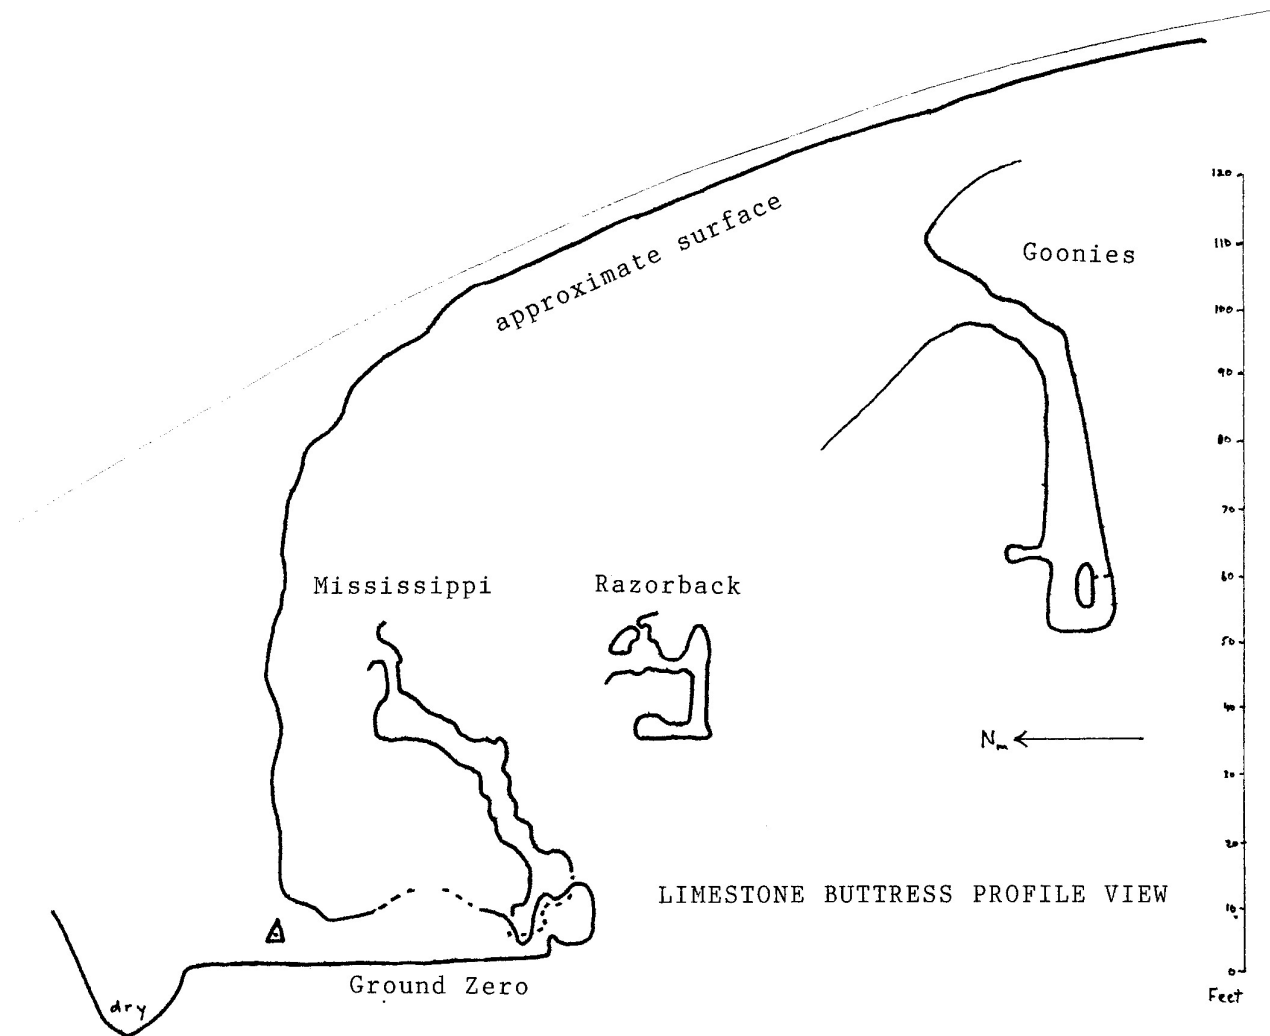 approximate surface
Goonies
Mississippi
Razorback
Nm
LIMESTONE BUTTRESS PROFILE VIEW
Ground Zero
dry
120
110
100
90
80
70
60
50
40
30
20
10
0
Feet